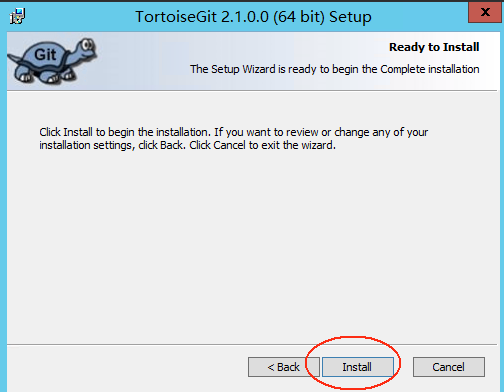 TortoiseGit 2.1.0.0 (64 bit) Setup
x
Git
Ready to Install
The Setup Wizard is ready to begin the Complete installation
Click Install to begin the installation. If you want to review or change any of your
installation settings, click Back. Click Cancel to exit the wizard.
< Back
Install
Cancel